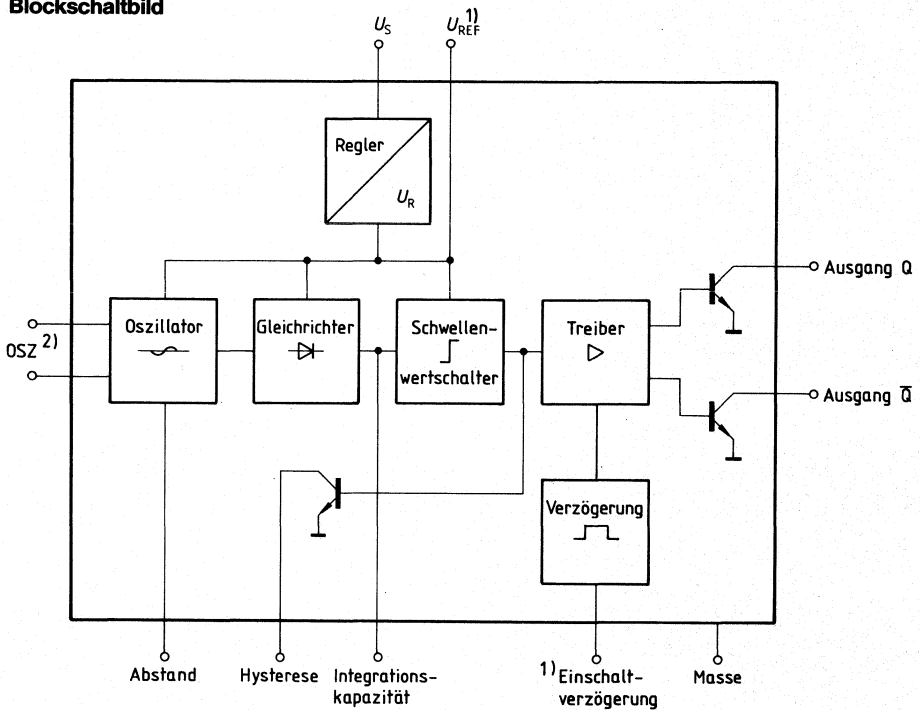 Blockschaltbild
U_S
U_REF 1)
Regler
U_R
Oszillator
Gleichrichter
Schwellen-
wertschalter
Treiber
OSZ 2)
Ausgang Q
Ausgang Q̅
Verzögerung
Abstand
Hysterese
Integrations-
kapazität
1) Einschalt-
verzögerung
Masse